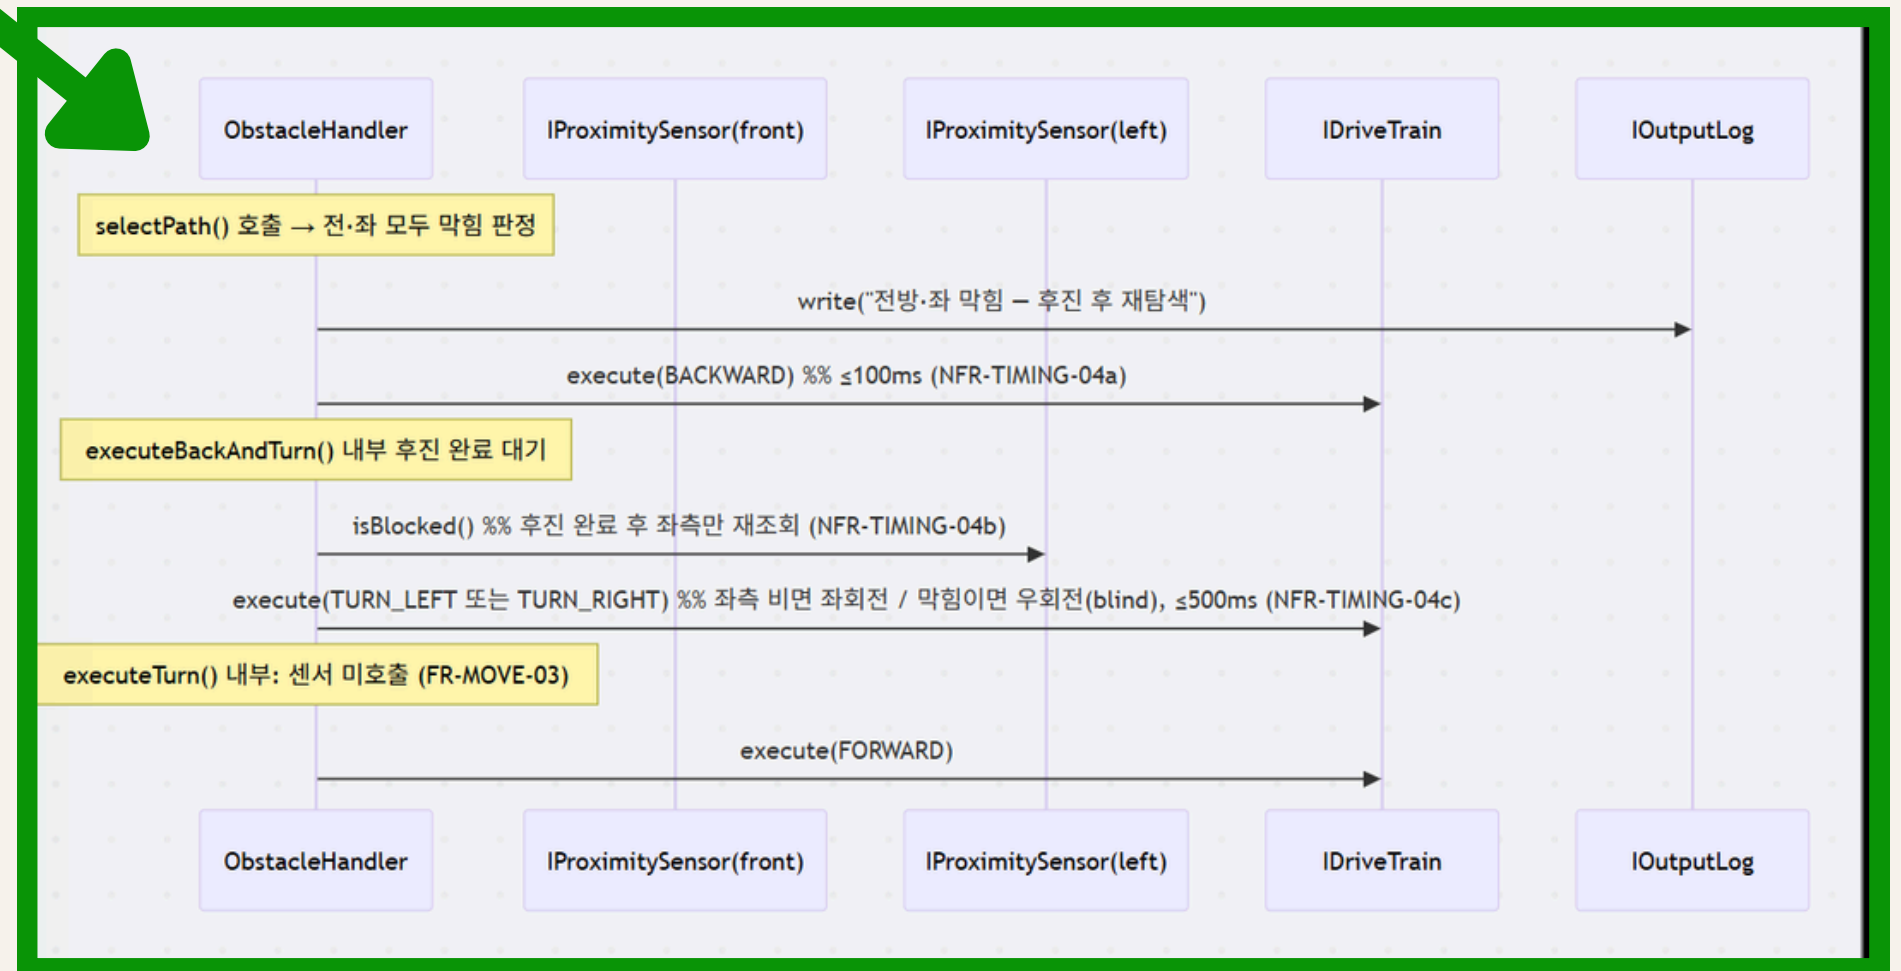 ObstacleHandler
IProximitySensor(front)
IProximitySensor(left)
IDriveTrain
IOutputLog
selectPath() 호출 → 전·좌 모두 막힘 판정
write("전방·좌 막힘 — 후진 후 재탐색")
execute(BACKWARD) %% ≤100ms (NFR-TIMING-04a)
executeBackAndTurn() 내부 후진 완료 대기
isBlocked() %% 후진 완료 후 좌측만 재조회 (NFR-TIMING-04b)
execute(TURN_LEFT 또는 TURN_RIGHT) %% 좌측 비면 좌회전 / 막힘이면 우회전(blind), ≤500ms (NFR-TIMING-04c)
executeTurn() 내부: 센서 미호출 (FR-MOVE-03)
execute(FORWARD)
ObstacleHandler
IProximitySensor(front)
IProximitySensor(left)
IDriveTrain
IOutputLog